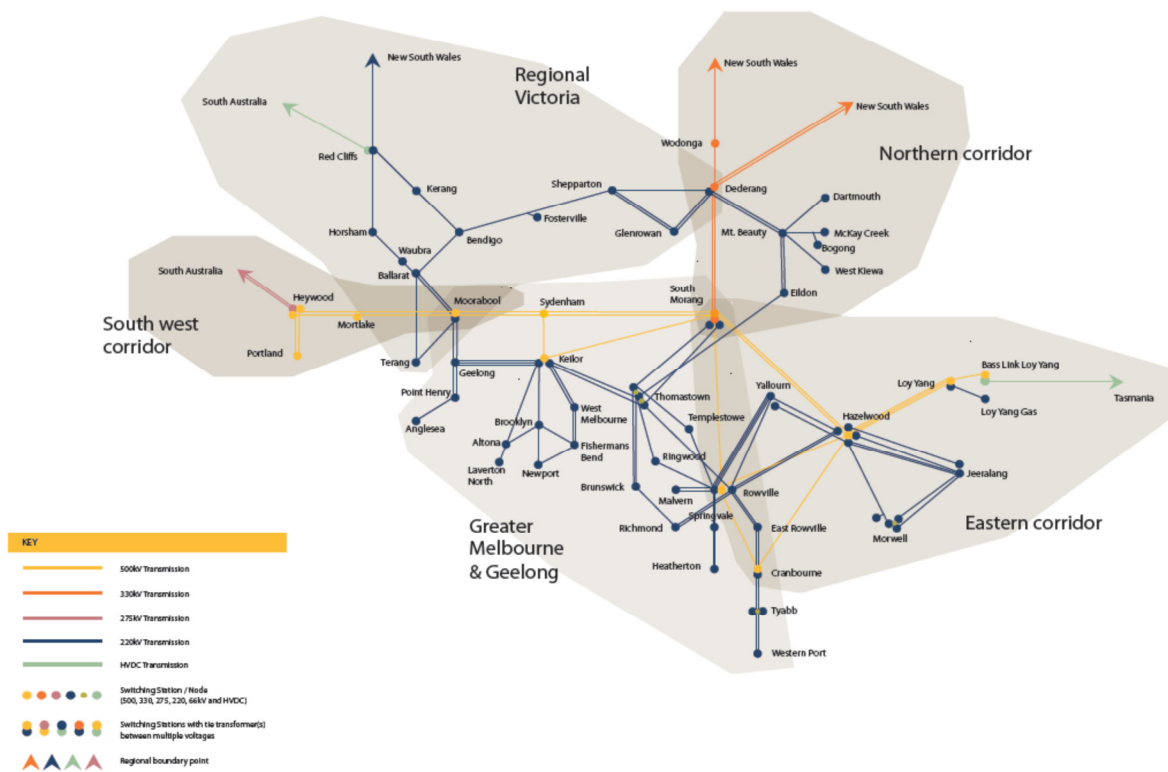 New South Wales
New South Wales
Regional
Victoria
South Australia
New South Wales
Wodonga
Northern corridor
Red Cliffs
Kerang
Shepparton
Dederang
Dartmouth
Fosterville
Horsham
Bendigo
Glenrowan
Mt. Beauty
McKay Creek
Bogong
Waubra
South Australia
Ballarat
West Kiewa
Heywood
Moorabool
Sydenham
South
Morang
Eildon
South west
corridor
Mortlake
Portland
Terang
Geelong
Keilor
Bass Link Loy Yang
Yallourn
Loy Yang
Point Henry
Thomastown
Tasmania
West
Melbourne
Templestowe
Hazelwood
Loy Yang Gas
Anglesea
Brooklyn
Altona
Fishermans
Bend
Ringwood
Laverton
North
Newport
Jeeralang
Brunswick
Malvern
Rowville
Springvale
Richmond
East Rowville
Eastern corridor
Greater
Melbourne
& Geelong
Morwell
Heatherton
Cranbourne
Tyabb
Western Port
KEY
500kV Transmission
330kV Transmission
275kV Transmission
220kV Transmission
HVDC Transmission
Switching Station / Node
(500, 330, 275, 220, 66kV and HVDC)
Switching Stations with tie transformer(s)
between multiple voltages
Regional boundary point